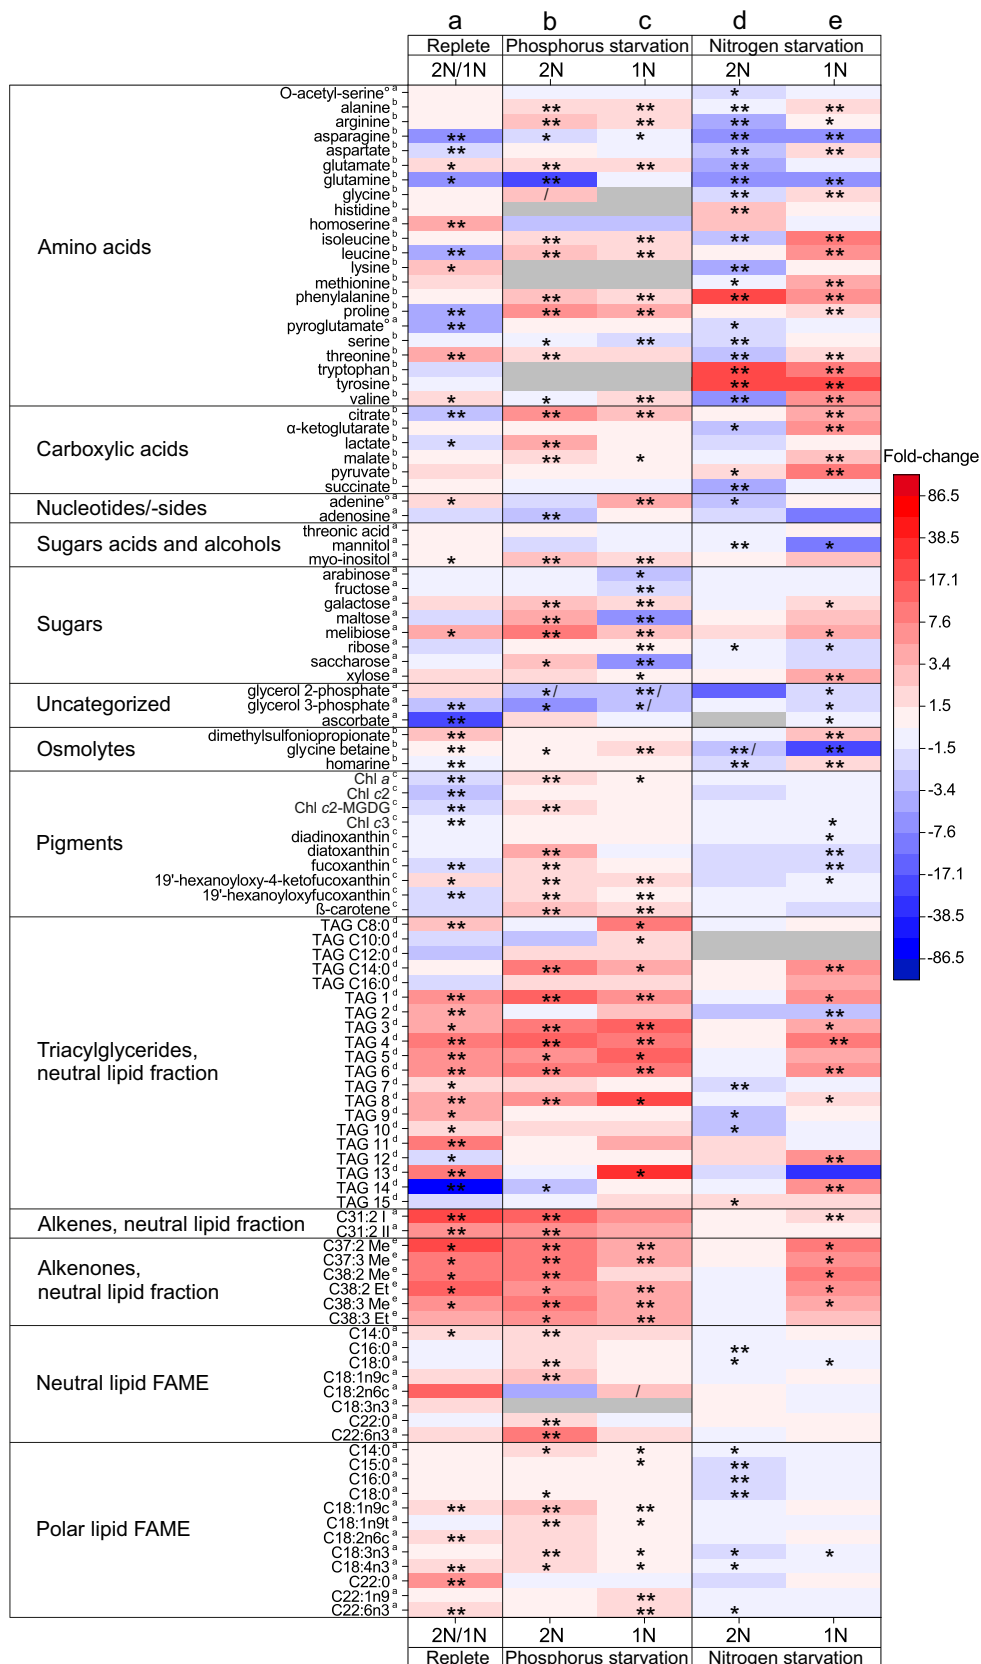 a b c d e
Replete Phosphorus starvation Nitrogen starvation
2N/1N 2N 1N 2N 1N
Amino acids
O-acetyl-serine° a *
alanine b ** ** ** **
arginine b ** ** ** *
asparagine b ** * * ** **
aspartate b ** ** **
glutamate b * ** ** **
glutamine b * ** ** **
glycine b / ** **
histidine b **
homoserine a **
isoleucine b ** ** ** **
leucine b ** ** ** **
lysine b * **
methionine b * **
phenylalanine b ** ** ** **
proline b ** ** ** **
pyroglutamate° a ** *
serine b * ** **
threonine b ** ** ** **
tryptophan b ** **
tyrosine b ** **
valine b * * ** ** **
Carboxylic acids
citrate b ** ** ** **
α-ketoglutarate b * **
lactate b * **
malate b ** * **
pyruvate b * **
succinate b **
Nucleotides/-sides
adenine° a * ** *
adenosine a **
Sugars acids and alcohols
threonic acid a
mannitol a ** *
myo-inositol a * ** **
Sugars
arabinose a *
fructose a **
galactose a ** ** *
maltose a ** **
melibiose a * ** ** *
ribose a ** * *
saccharose a * **
xylose a * **
Uncategorized
glycerol 2-phosphate a */ **/ *
glycerol 3-phosphate a ** * */ *
ascorbate a ** *
Osmolytes
dimethylsulfoniopropionate b ** **
glycine betaine b ** * ** **/ **
homarine b ** ** **
Pigments
Chl a c ** ** *
Chl c2 c **
Chl c2-MGDG c ** **
Chl c3 c ** *
diadinoxanthin c *
diatoxanthin c ** **
fucoxanthin c ** ** **
19'-hexanoyloxy-4-ketofucoxanthin c * ** ** *
19'-hexanoyloxyfucoxanthin c ** ** **
ß-carotene c ** **
Triacylglycerides,
neutral lipid fraction
TAG C8:0 d ** *
TAG C10:0 d *
TAG C12:0 d
TAG C14:0 d ** * **
TAG C16:0 d
TAG 1 d ** ** ** *
TAG 2 d ** **
TAG 3 d * ** ** *
TAG 4 d ** ** ** **
TAG 5 d ** * *
TAG 6 d ** ** ** **
TAG 7 d * **
TAG 8 d ** ** * *
TAG 9 d * *
TAG 10 d * *
TAG 11 d **
TAG 12 d * **
TAG 13 d ** *
TAG 14 d ** * **
TAG 15 d *
Alkenes, neutral lipid fraction
C31:2 I a ** ** **
C31:2 II a ** **
Alkenones,
neutral lipid fraction
C37:2 Me e * ** ** *
C37:3 Me e * ** ** *
C38:2 Me e * ** *
C38:2 Et e * * ** *
C38:3 Me e * ** ** *
C38:3 Et e * **
Neutral lipid FAME
C14:0 a * **
C16:0 a **
C18:0 a ** * *
C18:1n9c a **
C18:2n6c a /
C18:3n3 a
C22:0 a **
C22:6n3 a **
Polar lipid FAME
C14:0 a * * *
C15:0 a * **
C16:0 a **
C18:0 a * **
C18:1n9c a ** ** **
C18:1n9t a ** *
C18:2n6c a **
C18:3n3 a ** * * *
C18:4n3 a ** * * *
C22:0 a **
C22:1n9 a **
C22:6n3 a ** ** *
2N/1N 2N 1N 2N 1N
Replete Phosphorus starvation Nitrogen starvation
Fold-change
86.5
38.5
17.1
7.6
3.4
1.5
-1.5
-3.4
-7.6
-17.1
-38.5
-86.5